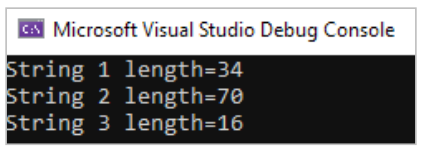 Microsoft Visual Studio Debug Console
String 1 length=34
String 2 length=70
String 3 length=16